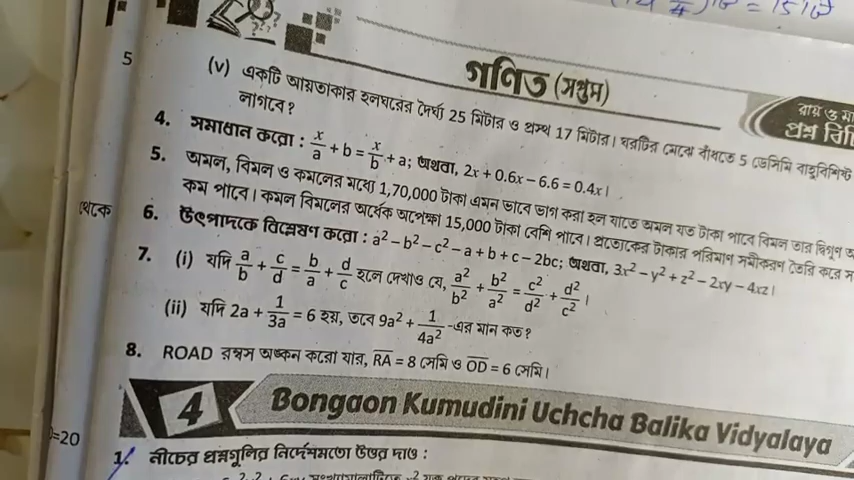 গণিত (সপ্তম)
প্রশ্ন
5
(v) একটি আয়তাকার হলঘরের দৈর্ঘ্য 25 মিটার ও প্রস্থ 17 মিটার। ঘরটির মেঝে বাঁধতে 5 ডেসিমি বাহুবিশিষ্ট
লাগবে?
4. সমাধান করো : x/a + b = x/b + a; অথবা, 2x + 0.6x − 6.6 = 0.4x।
5. অমল, বিমল ও কমলের মধ্যে 1,70,000 টাকা এমন ভাবে ভাগ করা হল যাতে অমল যত টাকা পাবে বিমল তার দ্বিগুণ
কম পাবে। কমল বিমলের অর্ধেক অপেক্ষা 15,000 টাকা বেশি পাবে। প্রত্যেকের টাকার পরিমাণ সমীকরণ তৈরি করে
থেকে
6. উৎপাদকে বিশ্লেষণ করো : a² − b² − c² − a + b + c − 2bc; অথবা, 3x² − y² + z² − 2xy − 4xz।
7. (i) যদি a/b + c/d = b/a + d/c হলে দেখাও যে, a²/b² + b²/a² = c²/d² + d²/c²।
(ii) যদি 2a + 1/3a = 6 হয়, তবে 9a² + 1/4a² -এর মান কত?
8. ROAD রম্বস অঙ্কন করো যার, RA = 8 সেমি ও OD = 6 সেমি।
4 Bongaon Kumudini Uchcha Balika Vidyalaya
=20
1. নীচের প্রশ্নগুলির নির্দেশমতো উত্তর দাও :